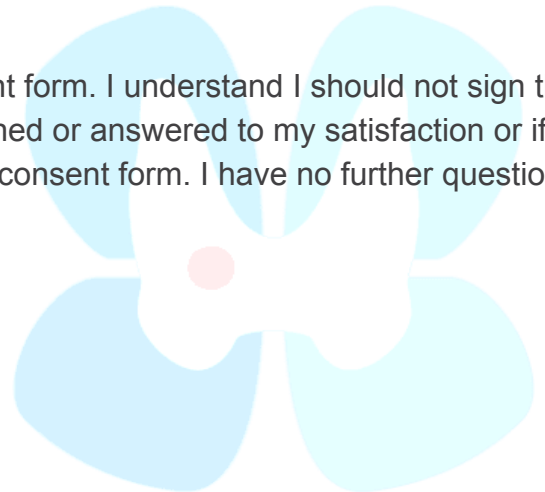 nt form. I understand I should not sign t
ned or answered to my satisfaction or if
consent form. I have no further questio